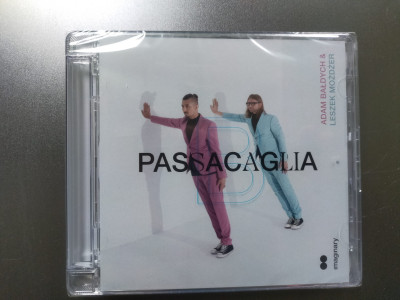 ADAM BAŁDYCH &
LESZEK MOŻDŻER
PASSACAGLIA
B
imaginary